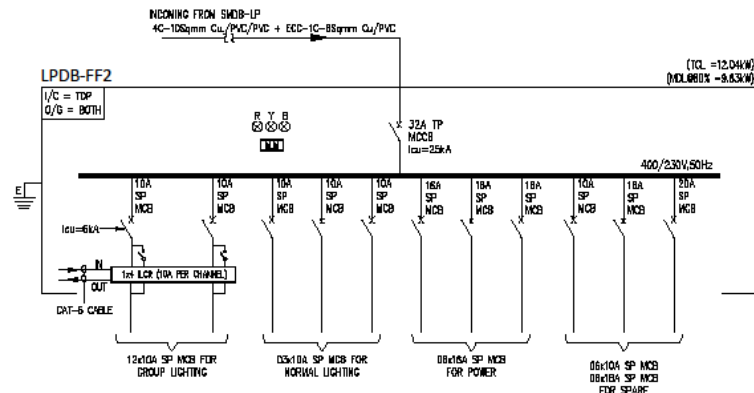 INCOMING FROM SMDB-LP
4C-10Sqmm Cu/PVC/PVC + ECC-1C-6Sqmm Cu/PVC
LPDB-FF2
(TCL =12.04kW)
(MDL@80% =9.63kW)
I/C = TOP
O/G = BOTH
R Y B
32A TP
MCCB
Icu=25kA
400/230V,50Hz
E
10A SP MCB
10A SP MCB
10A SP MCB
10A SP MCB
10A SP MCB
16A SP MCB
16A SP MCB
16A SP MCB
10A SP MCB
16A SP MCB
20A SP MCB
Icu=6kA
IN
1x4 ILCR (10A PER CHANNEL)
OUT
CAT-6 CABLE
12x10A SP MCB FOR
GROUP LIGHTING
03x10A SP MCB FOR
NORMAL LIGHTING
08x16A SP MCB
FOR POWER
06x10A SP MCB
08x16A SP MCB
FOR SPARE